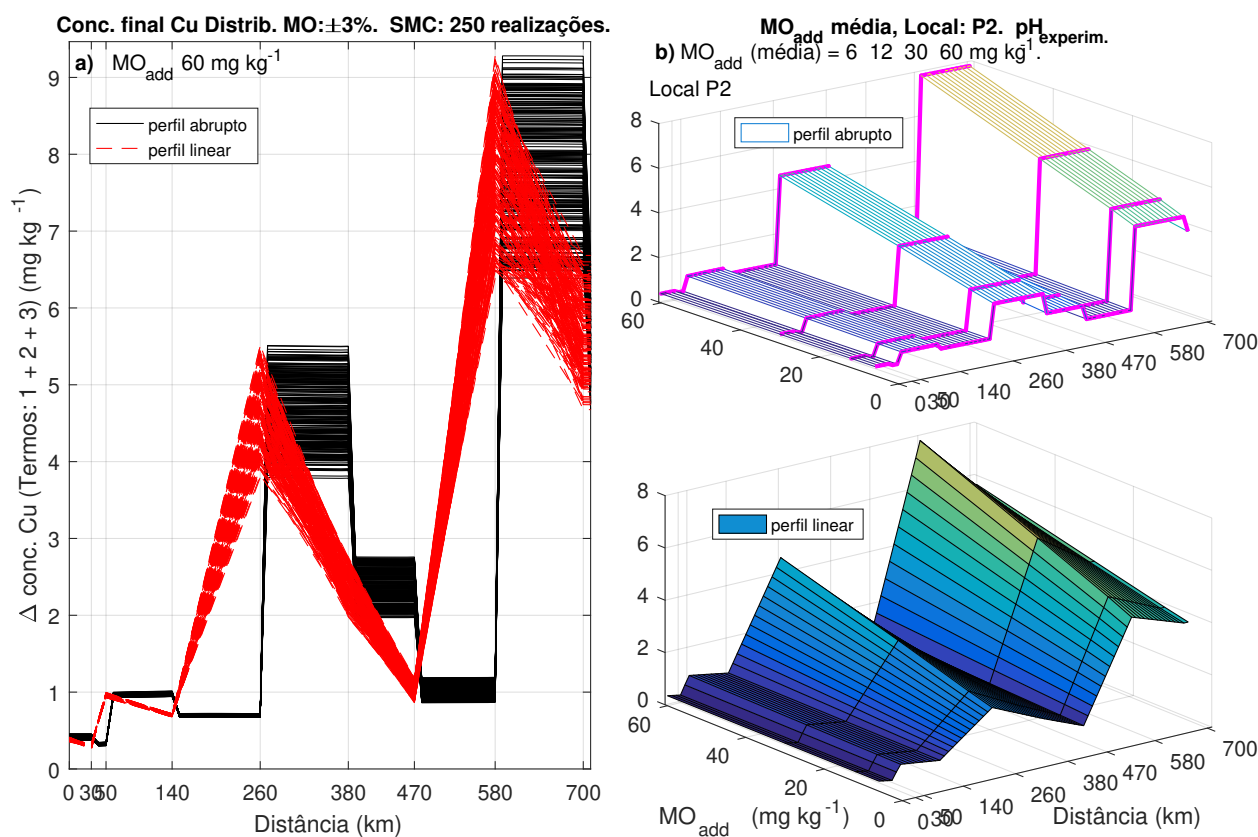 Conc. final Cu Distrib. MO:±3%. SMC: 250 realizações.
a) MO_add 60 mg kg^-1
perfil abrupto
perfil linear
Δ conc. Cu (Termos: 1 + 2 + 3) (mg kg^-1)
9
8
7
6
5
4
3
2
1
0
0 30 50 140 260 380 470 580 700
Distância (km)
MO_add média, Local: P2. pH_experim.
b) MO_add (média) = 6 12 30 60 mg kg^-1.
Local P2
perfil abrupto
8
6
4
2
0
60 40 20 0
0 30 50 140 260 380 470 580 700
perfil linear
8
6
4
2
0
60 40 20 0
0 30 50 140 260 380 470 580 700
MO_add (mg kg^-1)
Distância (km)